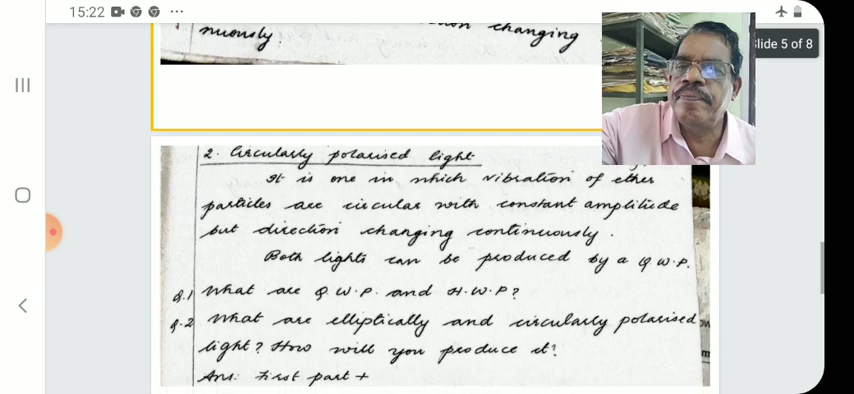 15:22
Slide 5 of 8
changing
nuously.
2. Circularly polarised light
It is one in which vibration of ether
particles are circular with constant amplitude
but direction changing continuously.
Both lights can be produced by a Q.W.P.
Q.1 What are Q.W.P. and H.W.P?
Q.2 What are elliptically and circularly polarised
light? How will you produce it?
Ans: First part +